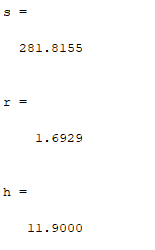 s =
281.8155
r =
1.6929
h =
11.9000